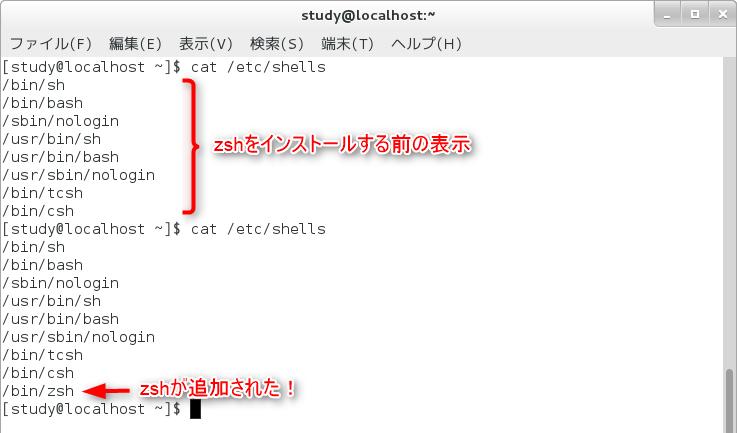 study@localhost:~
ファイル(F) 編集(E) 表示(V) 検索(S) 端末(T) ヘルプ(H)
[study@localhost ~]$ cat /etc/shells
/bin/sh
/bin/bash
/sbin/nologin
/usr/bin/sh
zshをインストールする前の表示
/usr/bin/bash
/usr/sbin/nologin
/bin/tcsh
/bin/csh
[study@localhost ~]$ cat /etc/shells
/bin/sh
/bin/bash
/sbin/nologin
/usr/bin/sh
/usr/bin/bash
/usr/sbin/nologin
/bin/tcsh
/bin/csh
/bin/zsh zshが追加された！
[study@localhost ~]$